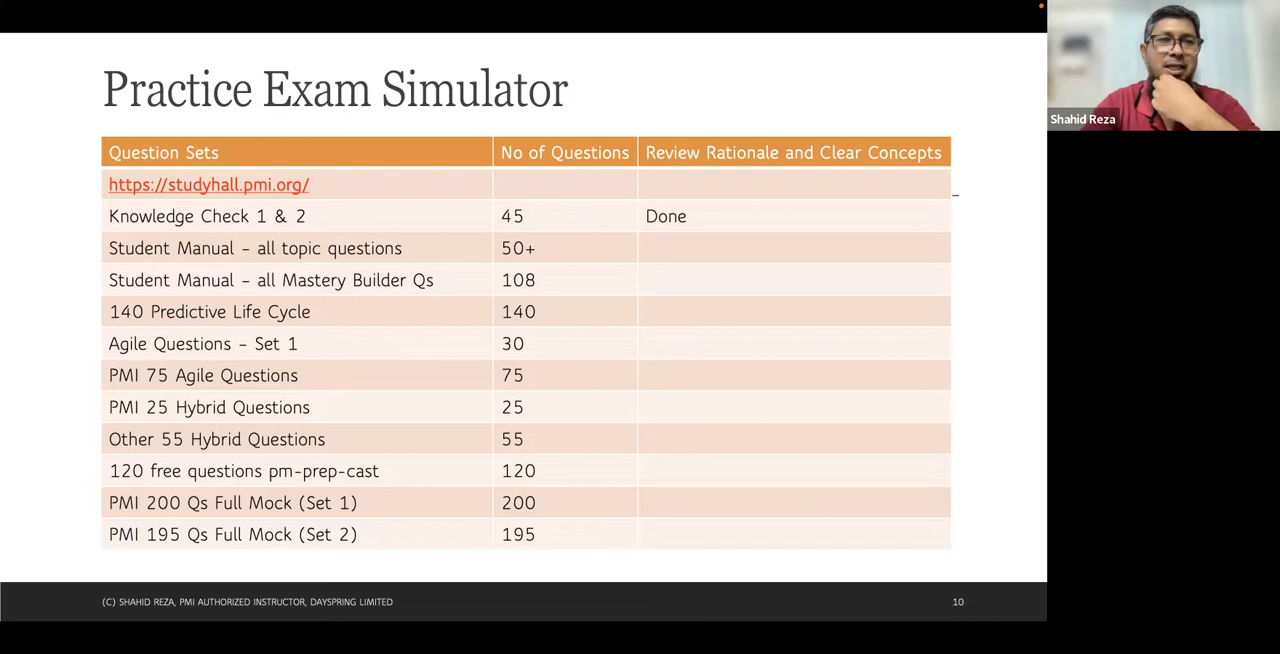 Practice Exam Simulator
Question Sets No of Questions Review Rationale and Clear Concepts
https://studyhall.pmi.org/
Knowledge Check 1 & 2 45 Done
Student Manual – all topic questions 50+
Student Manual – all Mastery Builder Qs 108
140 Predictive Life Cycle 140
Agile Questions – Set 1 30
PMI 75 Agile Questions 75
PMI 25 Hybrid Questions 25
Other 55 Hybrid Questions 55
120 free questions pm-prep-cast 120
PMI 200 Qs Full Mock (Set 1) 200
PMI 195 Qs Full Mock (Set 2) 195
(C) SHAHID REZA, PMI AUTHORIZED INSTRUCTOR, DAYSPRING LIMITED 10
Shahid Reza